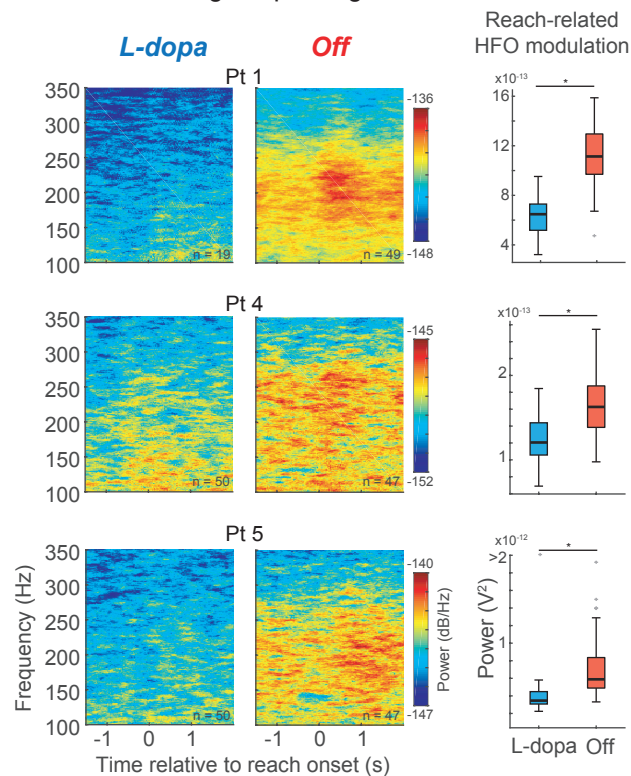 L-dopa
Off
Reach-related
HFO modulation
Pt 1
350
300
250
200
150
100
n = 19
n = 49
-136
-148
x10-13
16
12
8
4
*
Pt 4
350
300
250
200
150
100
n = 50
n = 47
-145
-152
x10-13
2
1
*
Pt 5
350
300
250
200
150
100
Frequency (Hz)
n = 50
n = 47
-140
-147
Power (dB/Hz)
x10-12
>2
1
*
Power (V²)
-1 0 1
-1 0 1
Time relative to reach onset (s)
L-dopa
Off